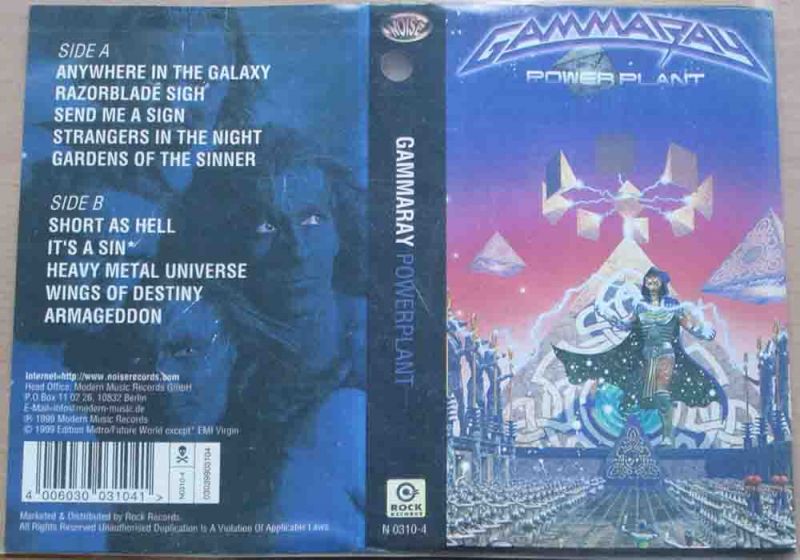 SIDE A
ANYWHERE IN THE GALAXY
RAZORBLADE SIGH
SEND ME A SIGN
STRANGERS IN THE NIGHT
GARDENS OF THE SINNER
SIDE B
SHORT AS HELL
IT'S A SIN*
HEAVY METAL UNIVERSE
WINGS OF DESTINY
ARMAGEDDON
Internet=http://www.noiserecords.com
Head Office: Modern Music Records GmbH
P.O.Box 11 02 26, 10832 Berlin
E-Mail=info@modern-music.de
℗ 1999 Modern Music Records
© 1999 Edition Mitro/Future World except* EMI Virgin
4 006030 031041 >
N0310-4
Marketed & Distributed by Rock Records.
All Rights Reserved Unauthorised Duplication Is A Violation Of Applicable Laws.
NOISE
GAMMARAY POWERPLANT
ROCK
RECORDS
N 0310-4
GAMMARAY
POWER PLANT